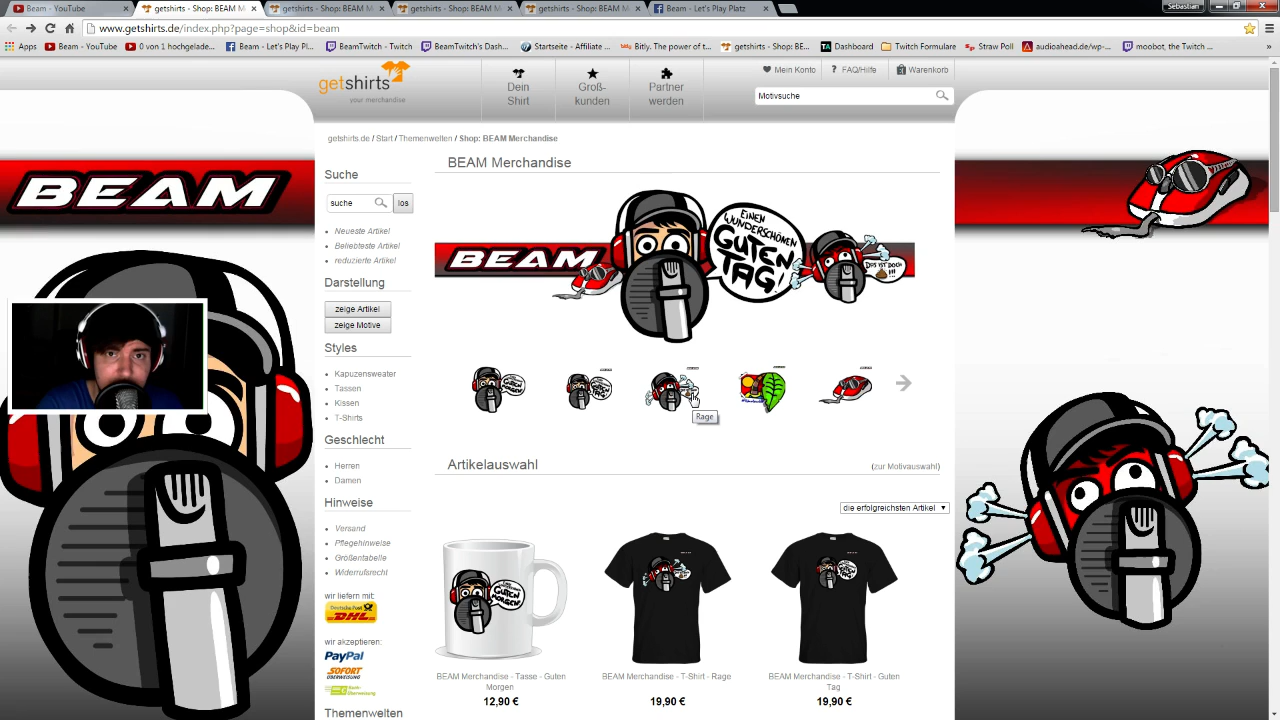 Beam - YouTube
getshirts - Shop: BEAM M
getshirts - Shop: BEAM M
getshirts - Shop: BEAM M
getshirts - Shop: BEAM M
Beam - Let's Play Platz
Sebastian
www.getshirts.de/index.php?page=shop&id=beam
Apps
Beam - YouTube
0 von 1 hochgelade...
Beam - Let's Play Pl...
BeamTwitch - Twitch
BeamTwitch's Dash...
Startseite - Affiliate ...
Bitly. The power of t...
getshirts - Shop: BE...
Dashboard
Twitch Formulare
Straw Poll
audioahead.de/wp-...
moobot, the Twitch ...
getshirts
your merchandise
Dein
Shirt
Groß-
kunden
Partner
werden
Mein Konto
FAQ/Hilfe
Warenkorb
Motivsuche
getshirts.de / Start / Themenwelten / Shop: BEAM Merchandise
BEAM
Suche
suche
los
Neueste Artikel
Beliebteste Artikel
reduzierte Artikel
Darstellung
zeige Artikel
zeige Motive
Styles
Kapuzensweater
Tassen
Kissen
T-Shirts
Geschlecht
Herren
Damen
Hinweise
Versand
Pflegehinweise
Größentabelle
Widerrufsrecht
wir liefern mit:
Deutsche Post
DHL
wir akzeptieren:
PayPal
SOFORT
ÜBERWEISUNG
Themenwelten
BEAM Merchandise
BEAM
EINEN
WUNDERSCHÖNEN
GUTEN
TAG!
DAS IST DOCH
!!!
Rage
Artikelauswahl
(zur Motivauswahl)
die erfolgreichsten Artikel
GUTEN
MORGEN
GUTEN
TAG
BEAM Merchandise - Tasse - Guten
Morgen
12,90 €
BEAM Merchandise - T-Shirt - Rage
19,90 €
BEAM Merchandise - T-Shirt - Guten
Tag
19,90 €